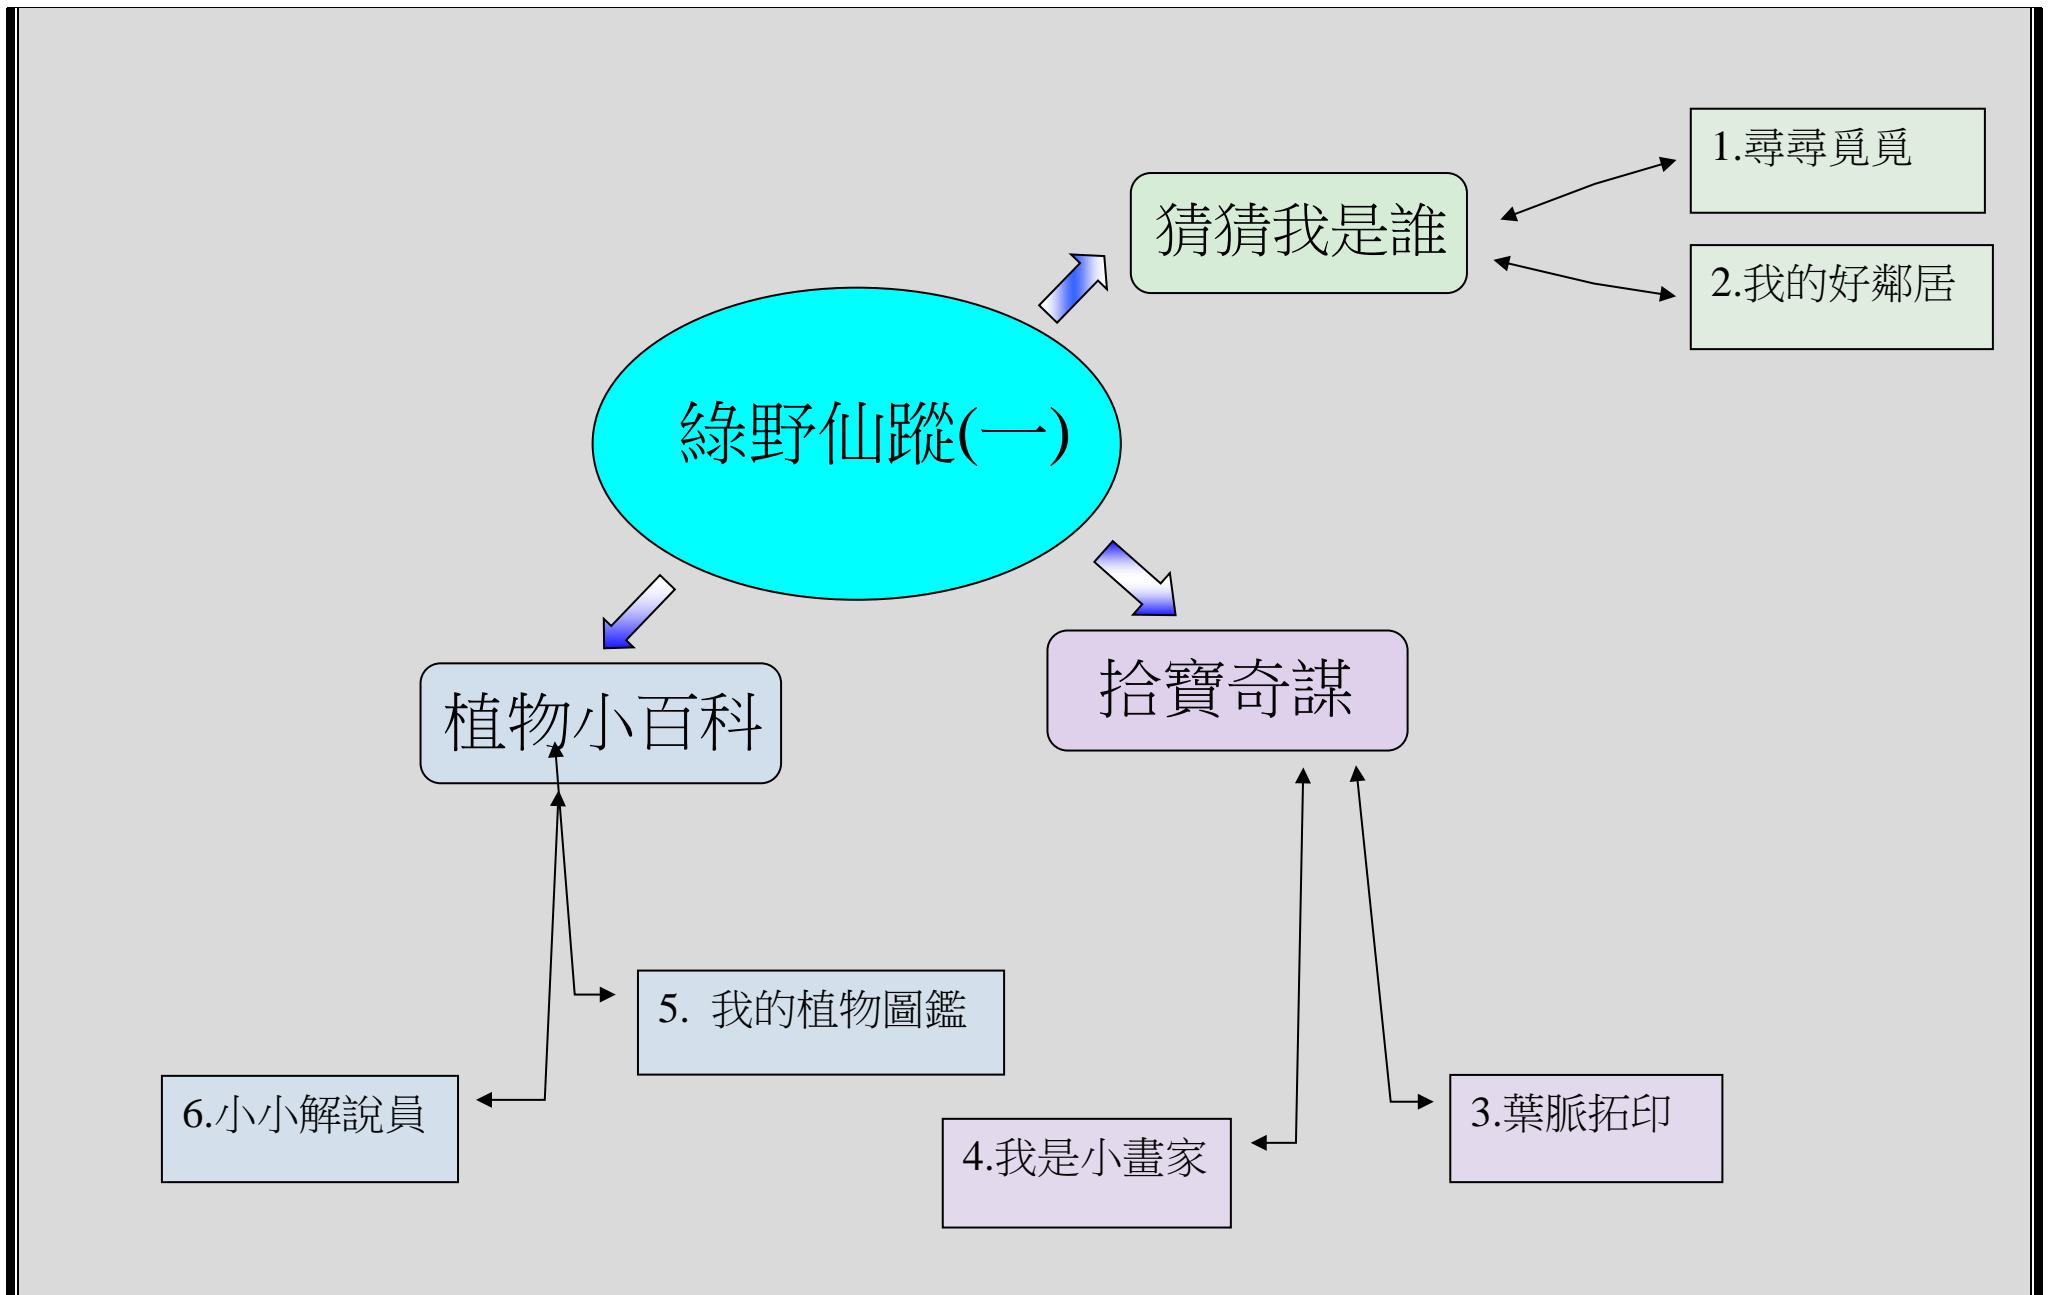 1.尋尋覓覓
猜猜我是誰
2.我的好鄰居
綠野仙蹤(一)
拾寶奇謀
植物小百科
5. 我的植物圖鑑
6.小小解說員
3.葉脈拓印
4.我是小畫家